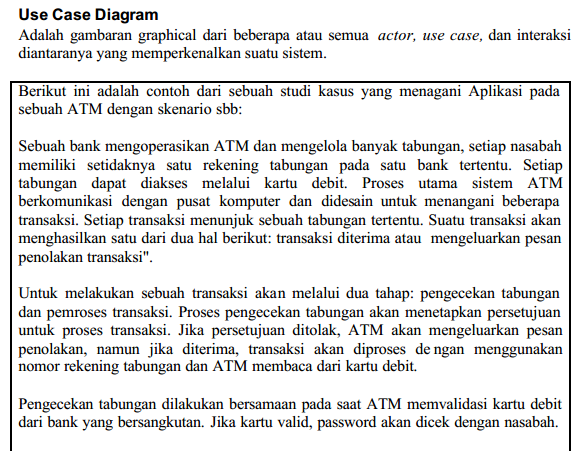 Use Case Diagram
Adalah gambaran graphical dari beberapa atau semua actor, use case, dan interaksi
diantaranya yang memperkenalkan suatu sistem.
Berikut ini adalah contoh dari sebuah studi kasus yang menagani Aplikasi pada
sebuah ATM dengan skenario sbb:
Sebuah bank mengoperasikan ATM dan mengelola banyak tabungan, setiap nasabah
memiliki setidaknya satu rekening tabungan pada satu bank tertentu. Setiap
tabungan dapat diakses melalui kartu debit. Proses utama sistem ATM
berkomunikasi dengan pusat komputer dan didesain untuk menangani beberapa
transaksi. Setiap transaksi menunjuk sebuah tabungan tertentu. Suatu transaksi akan
menghasilkan satu dari dua hal berikut: transaksi diterima atau mengeluarkan pesan
penolakan transaksi".
Untuk melakukan sebuah transaksi akan melalui dua tahap: pengecekan tabungan
dan pemroses transaksi. Proses pengecekan tabungan akan menetapkan persetujuan
untuk proses transaksi. Jika persetujuan ditolak, ATM akan mengeluarkan pesan
penolakan, namun jika diterima, transaksi akan diproses de ngan menggunakan
nomor rekening tabungan dan ATM membaca dari kartu debit.
Pengecekan tabungan dilakukan bersamaan pada saat ATM memvalidasi kartu debit
dari bank yang bersangkutan. Jika kartu valid, password akan dicek dengan nasabah.